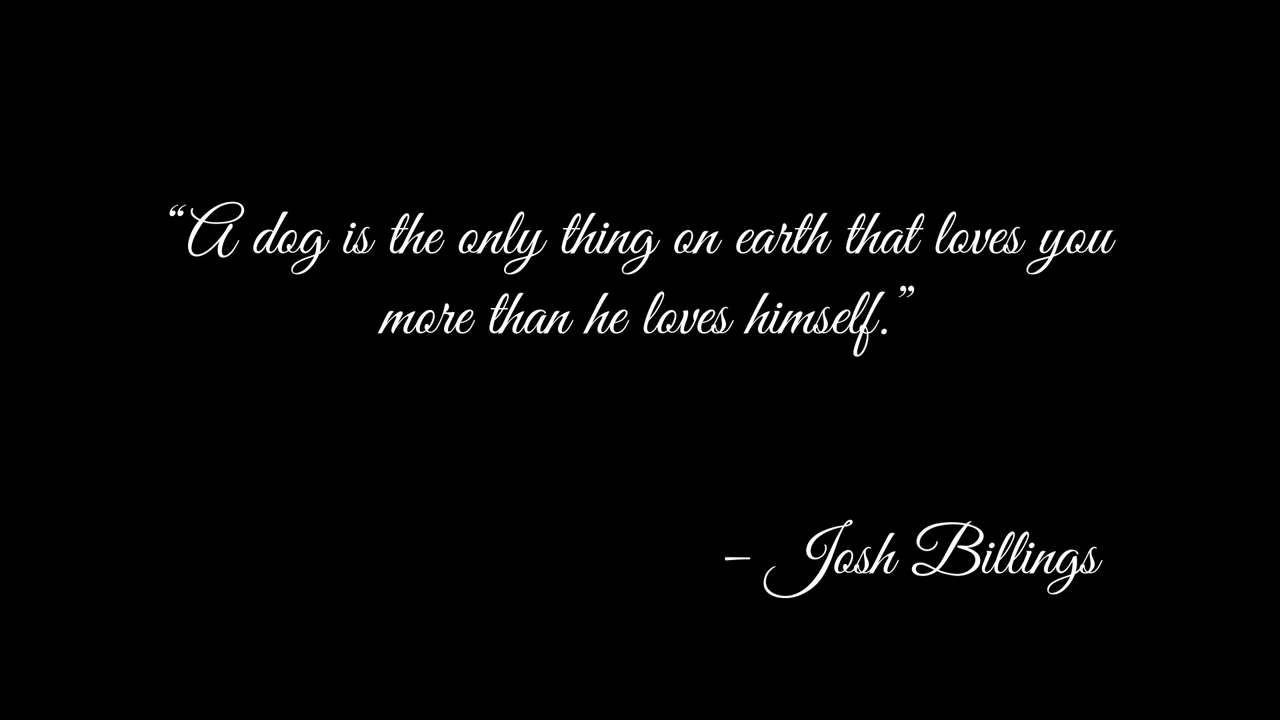 “A dog is the only thing on earth that loves you
more than he loves himself.”
– Josh Billings